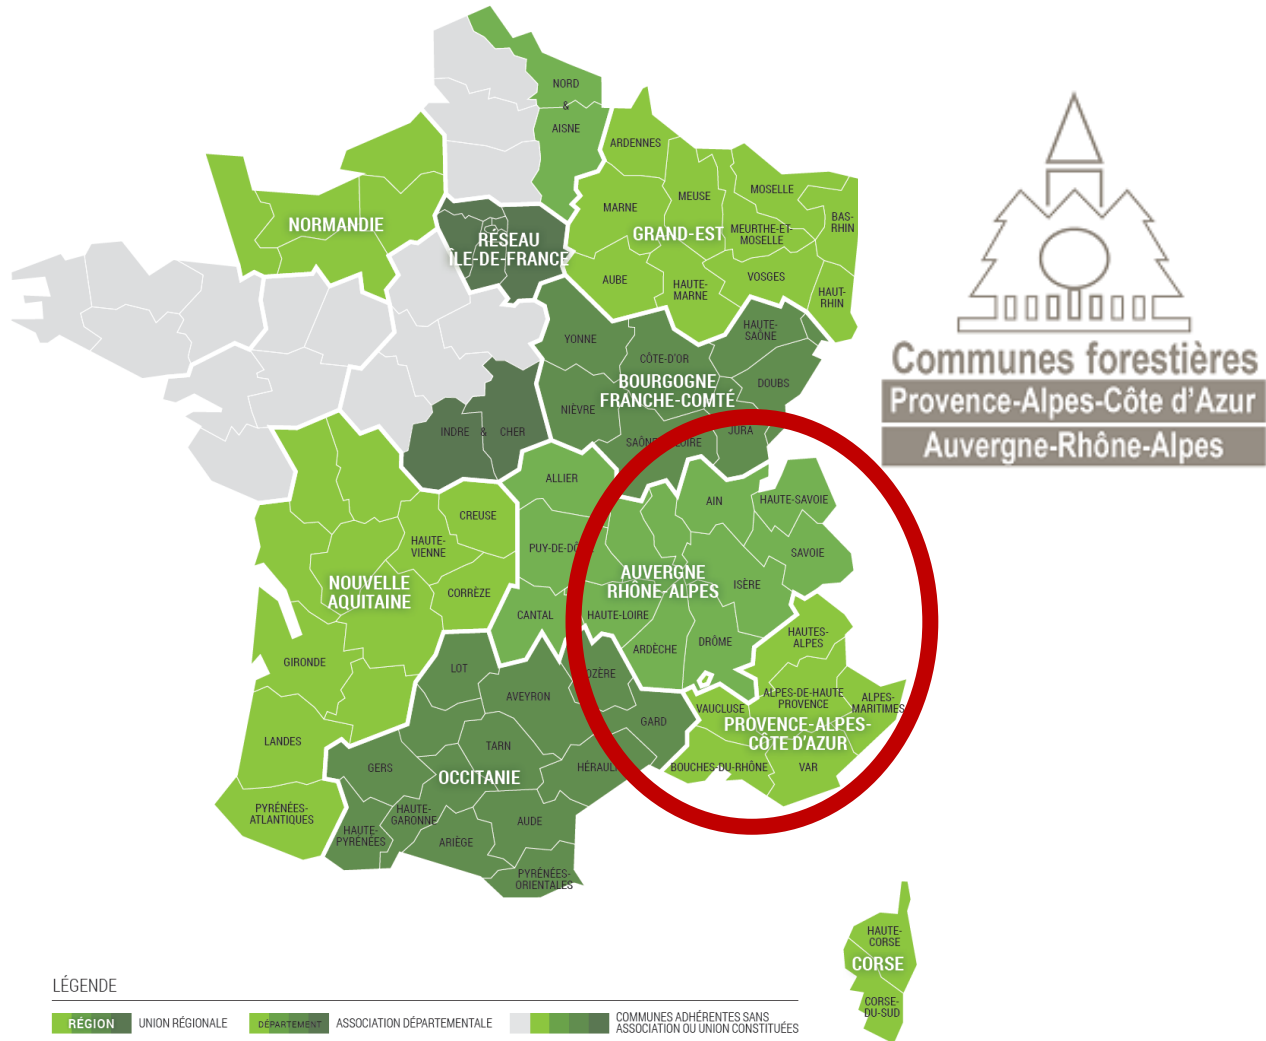 NORD
&
AISNE
ARDENNES
MEUSE
MOSELLE
MARNE
BAS-
RHIN
NORMANDIE
GRAND-EST
MEURTHE-ET-
MOSELLE
RÉSEAU
ÎLE-DE-FRANCE
AUBE
HAUTE-
MARNE
VOSGES
HAUT-
RHIN
Communes forestières
Provence-Alpes-Côte d'Azur
Auvergne-Rhône-Alpes
YONNE
HAUTE-
SAÔNE
CÔTE-D'OR
BOURGOGNE
FRANCHE-COMTÉ
DOUBS
NIÈVRE
INDRE & CHER
JURA
ALLIER
AIN
HAUTE-SAVOIE
CREUSE
HAUTE-
VIENNE
SAVOIE
NOUVELLE
AQUITAINE
CORRÈZE
AUVERGNE
RHÔNE-ALPES
ISÈRE
CANTAL
HAUTE-LOIRE
HAUTES-
ALPES
ARDÈCHE
DRÔME
GIRONDE
LOT
AVEYRON
ALPES-DE-HAUTE
PROVENCE
ALPES-
MARITIMES
VAUCLUSE
GARD
PROVENCE-ALPES-
CÔTE D'AZUR
LANDES
TARN
GERS
OCCITANIE
BOUCHES-DU-RHÔNE
VAR
PYRÉNÉES-
ATLANTIQUES
HAUTE-
GARONNE
AUDE
HAUTE-
PYRÉNÉES
ARIÈGE
PYRÉNÉES-
ORIENTALES
HAUTE-
CORSE
CORSE
CORSE-
DU-SUD
LÉGENDE
RÉGION UNION RÉGIONALE
DÉPARTEMENT ASSOCIATION DÉPARTEMENTALE
COMMUNES ADHÉRENTES SANS
ASSOCIATION OU UNION CONSTITUÉES